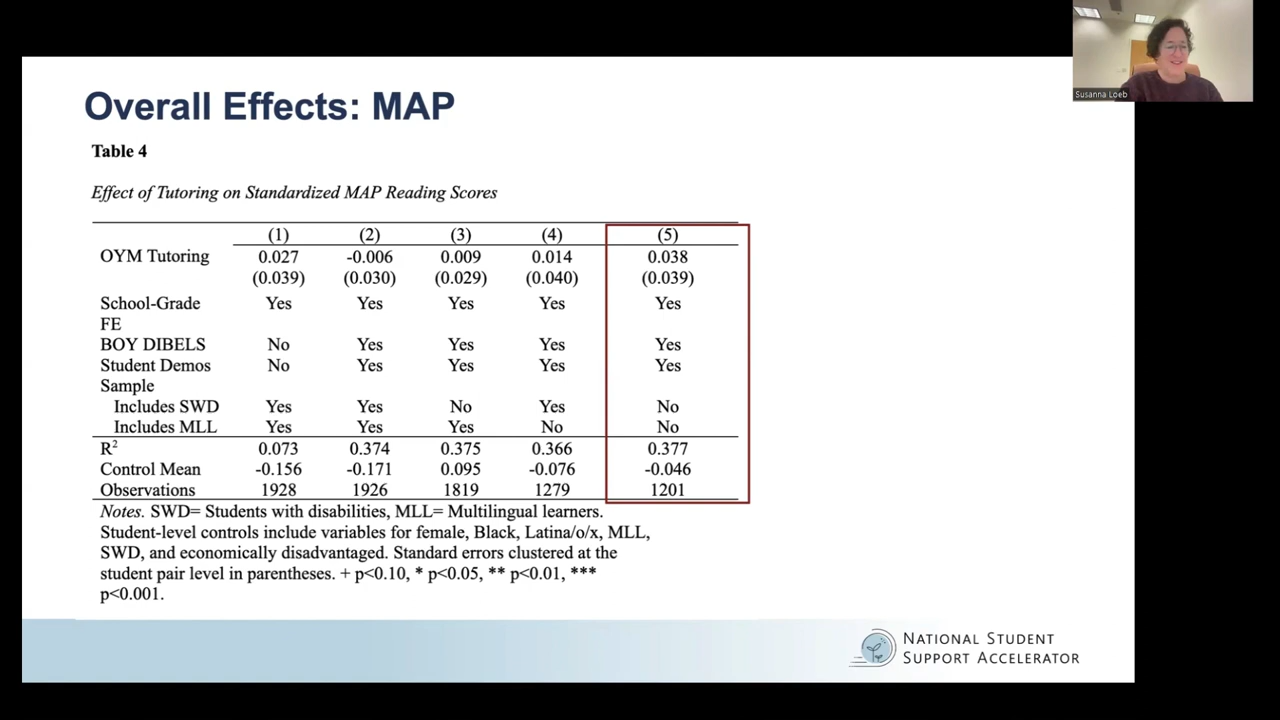 Susanna Loeb
Overall Effects: MAP
Table 4
Effect of Tutoring on Standardized MAP Reading Scores
(1) (2) (3) (4) (5)
OYM Tutoring 0.027 -0.006 0.009 0.014 0.038
(0.039) (0.030) (0.029) (0.040) (0.039)
School-Grade Yes Yes Yes Yes Yes
FE
BOY DIBELS No Yes Yes Yes Yes
Student Demos No Yes Yes Yes Yes
Sample
Includes SWD Yes Yes No Yes No
Includes MLL Yes Yes Yes No No
R² 0.073 0.374 0.375 0.366 0.377
Control Mean -0.156 -0.171 0.095 -0.076 -0.046
Observations 1928 1926 1819 1279 1201
Notes. SWD= Students with disabilities, MLL= Multilingual learners.
Student-level controls include variables for female, Black, Latina/o/x, MLL,
SWD, and economically disadvantaged. Standard errors clustered at the
student pair level in parentheses. + p<0.10, * p<0.05, ** p<0.01, ***
p<0.001.
NATIONAL STUDENT
SUPPORT ACCELERATOR